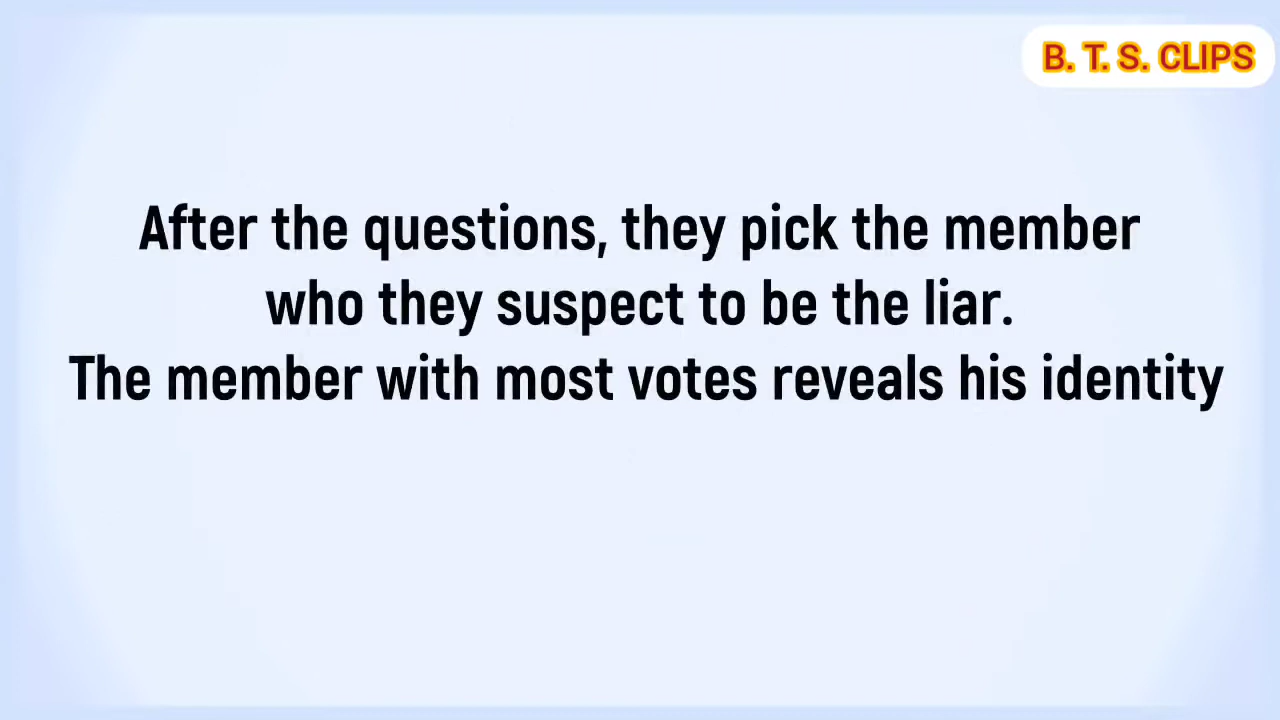 B. T. S. CLIPS
After the questions, they pick the member
who they suspect to be the liar.
The member with most votes reveals his identity